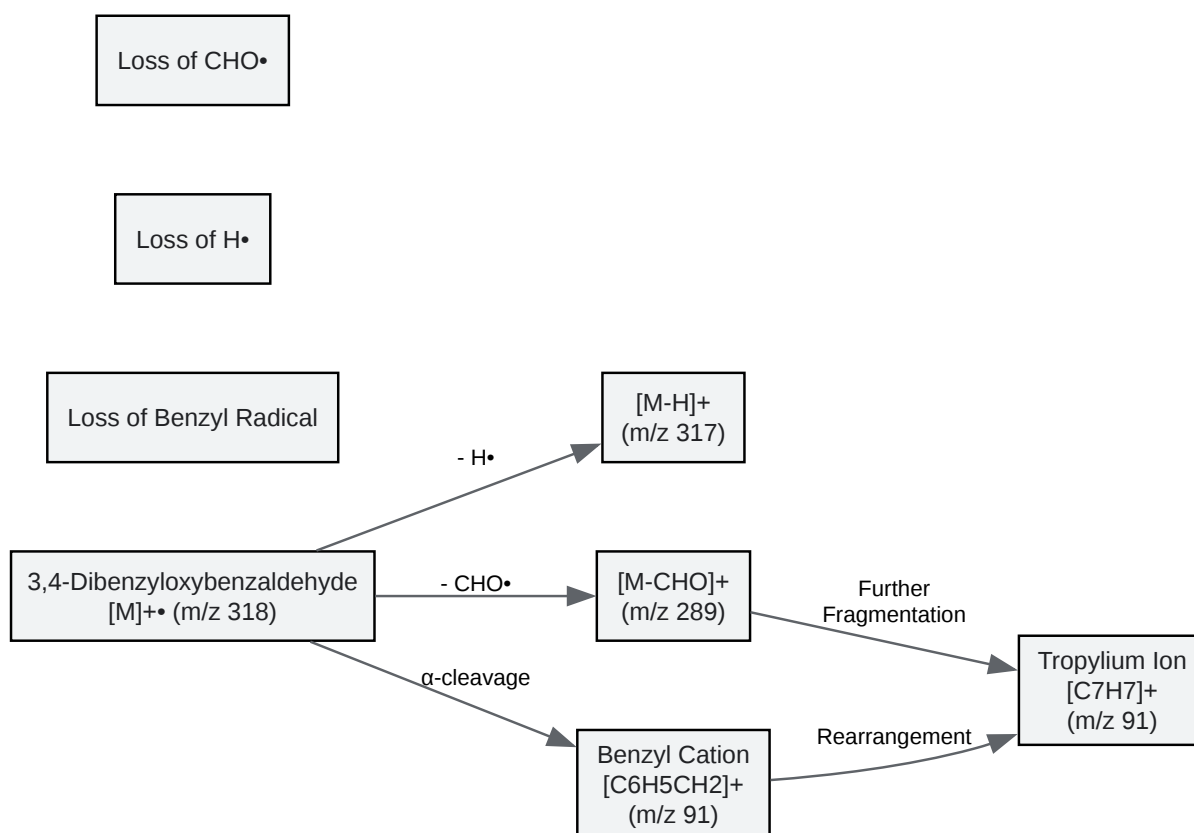 Loss of CHO•
Loss of H•
Loss of Benzyl Radical
[M-H]+
(m/z 317)
- H•
3,4-Dibenzyloxybenzaldehyde
[M]+• (m/z 318)
- CHO•
[M-CHO]+
(m/z 289)
Further
Fragmentation
α-cleavage
Tropylium Ion
[C7H7]+
(m/z 91)
Rearrangement
Benzyl Cation
[C6H5CH2]+
(m/z 91)